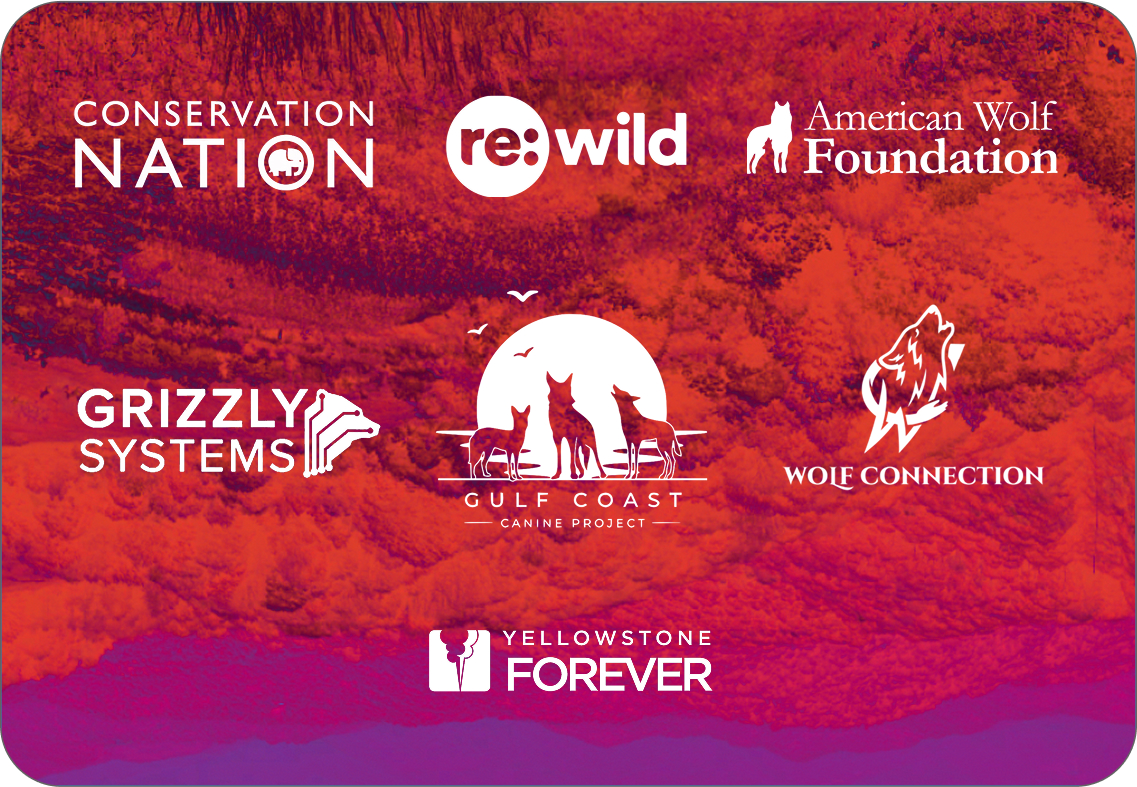 CONSERVATION
NATION
re:wild
American Wolf
Foundation
GRIZZLY
SYSTEMS
GULF COAST
CANINE PROJECT
WOLF CONNECTION
YELLOWSTONE
FOREVER